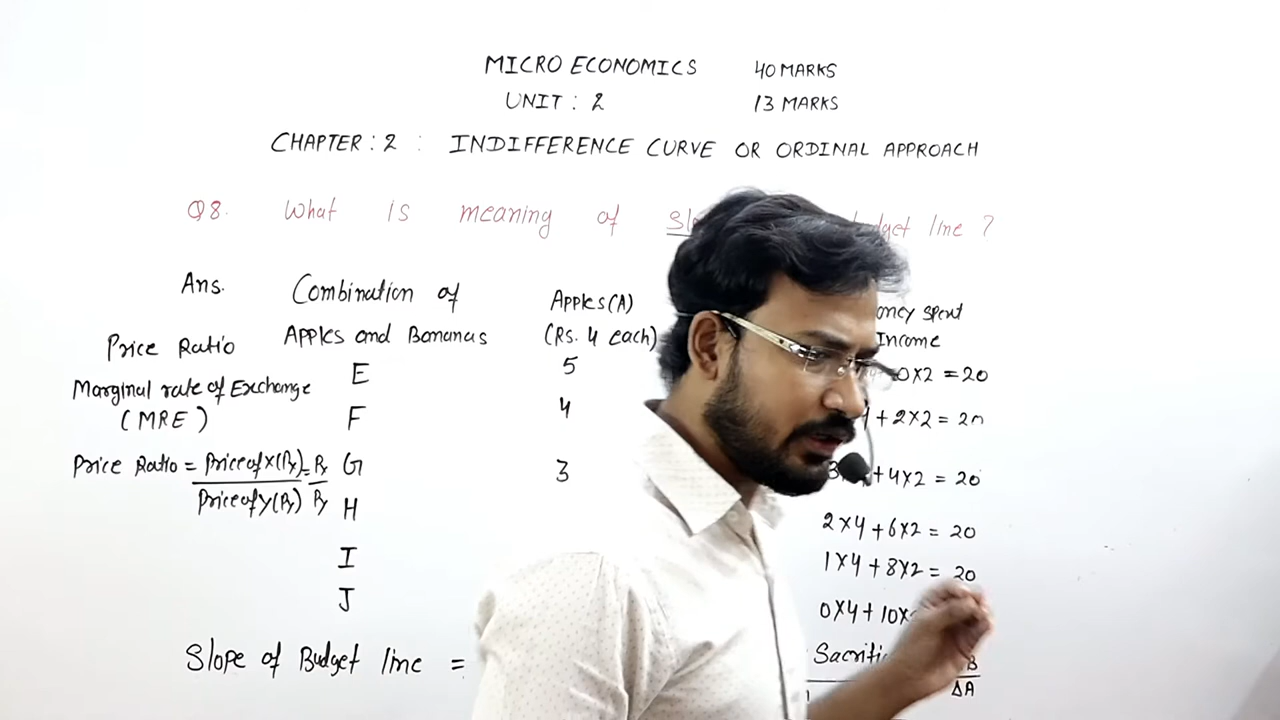 MICRO ECONOMICS 40 MARKS
UNIT : 2 13 MARKS
CHAPTER : 2 : INDIFFERENCE CURVE OR ORDINAL APPROACH
Q8. What is meaning of line ?
Ans. Combination of Apples and Bananas
Apples(A)
(Rs. 4 each)
Income
Price Ratio
Marginal rate of Exchange
(MRE)
Price Ratio = Price of X(Px) = Px
Price of Y(Py) Py
E 5 0x2 = 20
F 4 + 2x2 =
G 3 + 4x2 = 20
H 2x4 + 6x2 = 20
I 1x4 + 8x2 = 20
J 0x4 + 10x
Slope of Budget line =
ΔA